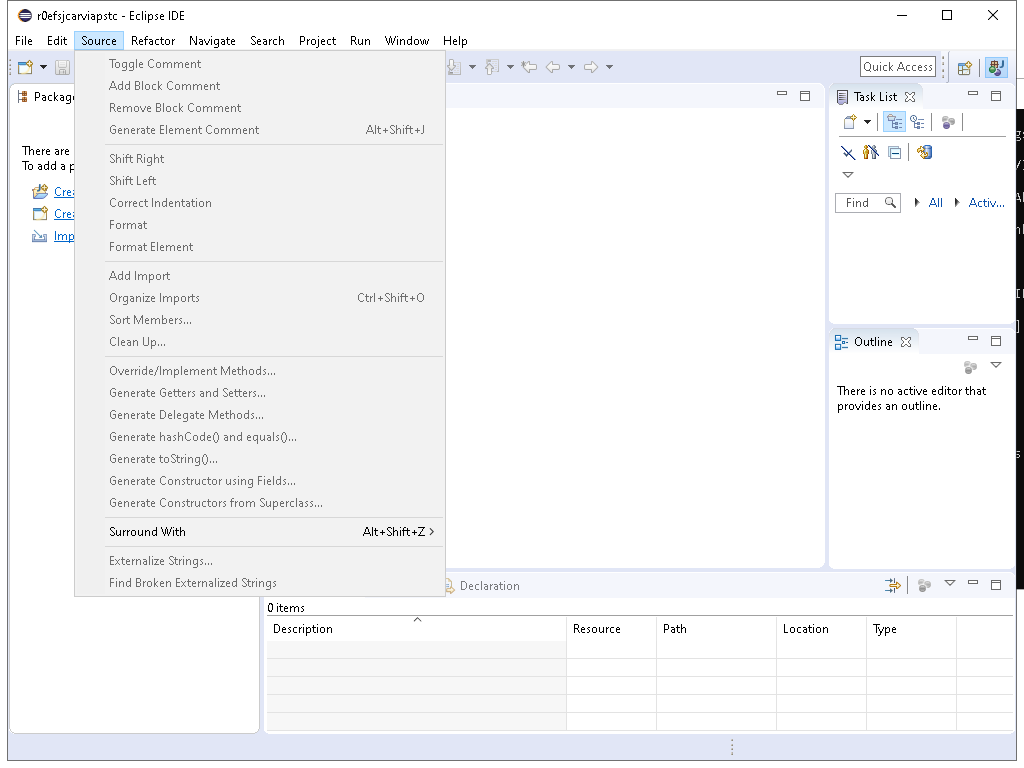 r0efsjcarviapstc - Eclipse IDE
File Edit Source Refactor Navigate Search Project Run Window Help
Quick Access
Toggle Comment
Add Block Comment
Remove Block Comment
Generate Element Comment Alt+Shift+J
Shift Right
Shift Left
Correct Indentation
Format
Format Element
Add Import
Organize Imports Ctrl+Shift+O
Sort Members...
Clean Up...
Override/Implement Methods...
Generate Getters and Setters...
Generate Delegate Methods...
Generate hashCode() and equals()...
Generate toString()...
Generate Constructor using Fields...
Generate Constructors from Superclass...
Surround With Alt+Shift+Z
Externalize Strings...
Find Broken Externalized Strings
Package
There are
To add a p
Crea
Crea
Imp
Task List
Find All Activ...
Outline
There is no active editor that
provides an outline.
Declaration
0 items
Description Resource Path Location Type